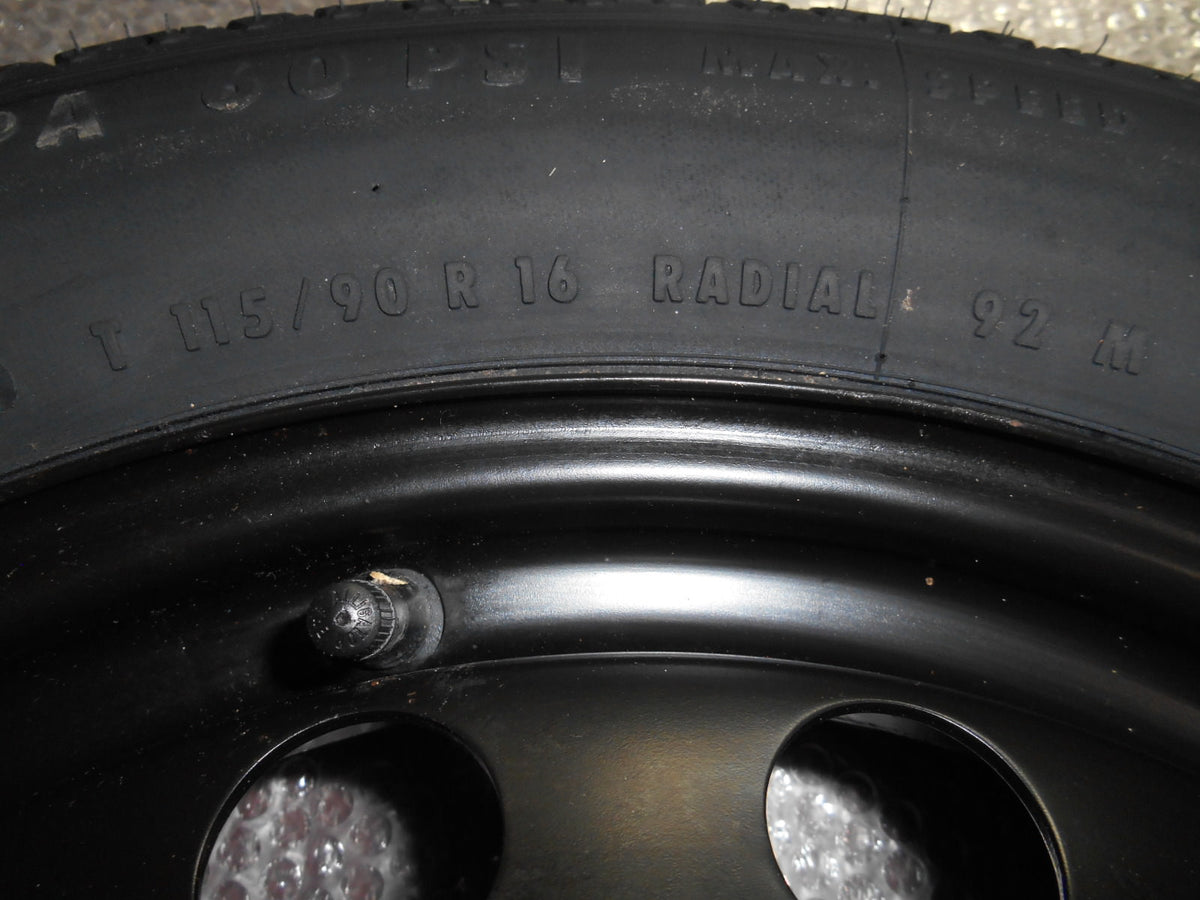 PA 60 PSI MAX. SPEED
T 115/90 R 16 RADIAL 92 M